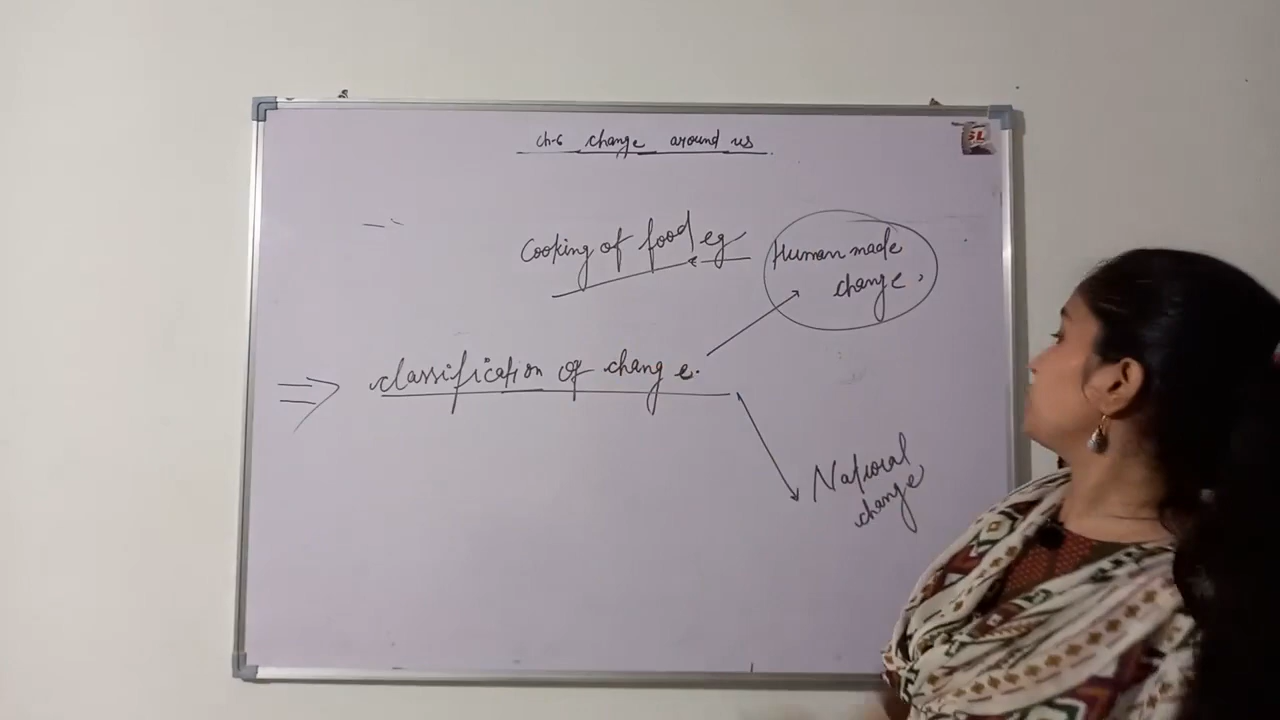 ch-6 change around us
Cooking of food eg
Human made
change.
classification of change.
Natural
change